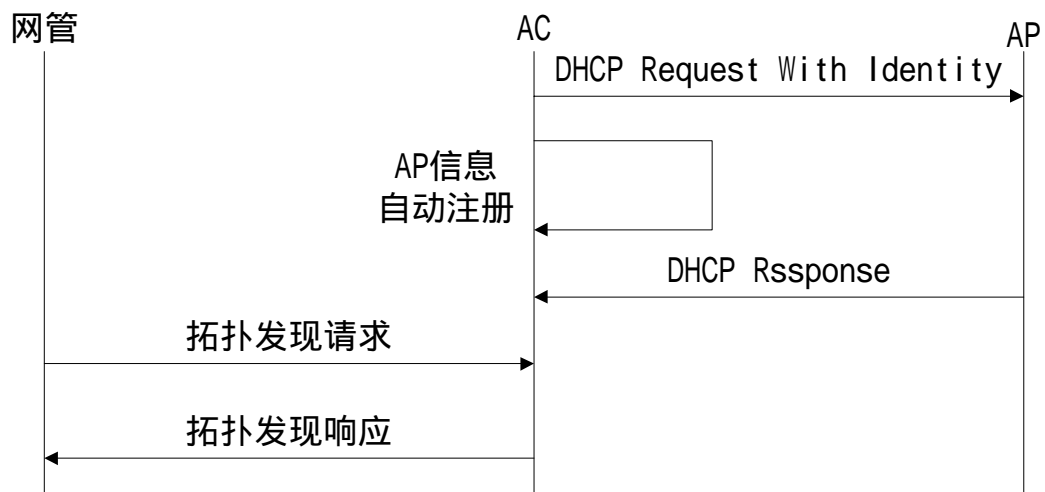 网管
AC
AP
DHCP Request With Identity
AP信息
自动注册
DHCP Rssponse
拓扑发现请求
拓扑发现响应